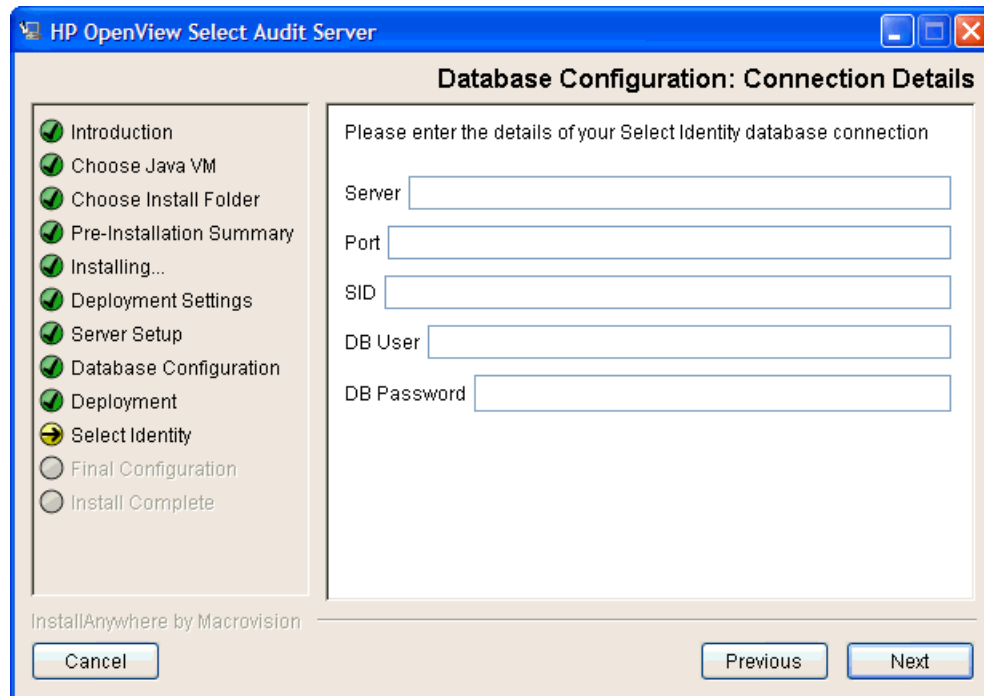 HP OpenView Select Audit Server
Database Configuration: Connection Details
Introduction
Choose Java VM
Choose Install Folder
Pre-Installation Summary
Installing...
Deployment Settings
Server Setup
Database Configuration
Deployment
Select Identity
Final Configuration
Install Complete
Please enter the details of your Select Identity database connection
Server
Port
SID
DB User
DB Password
InstallAnywhere by Macrovision
Cancel
Previous
Next